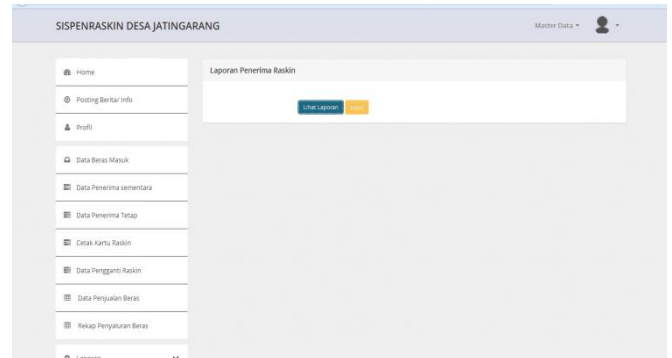 SISPENRASKIN DESA JATINGARANG
Master Data
Home
Laporan Penerima Raskin
Posting Berita/ Info
Lihat Laporan
Profil
Data Beras Masuk
Data Penerima sementara
Data Penerima Tetap
Cetak Kartu Raskin
Data Pengganti Raskin
Data Penjualan Beras
Rekap Penyaluran Beras
Laporan